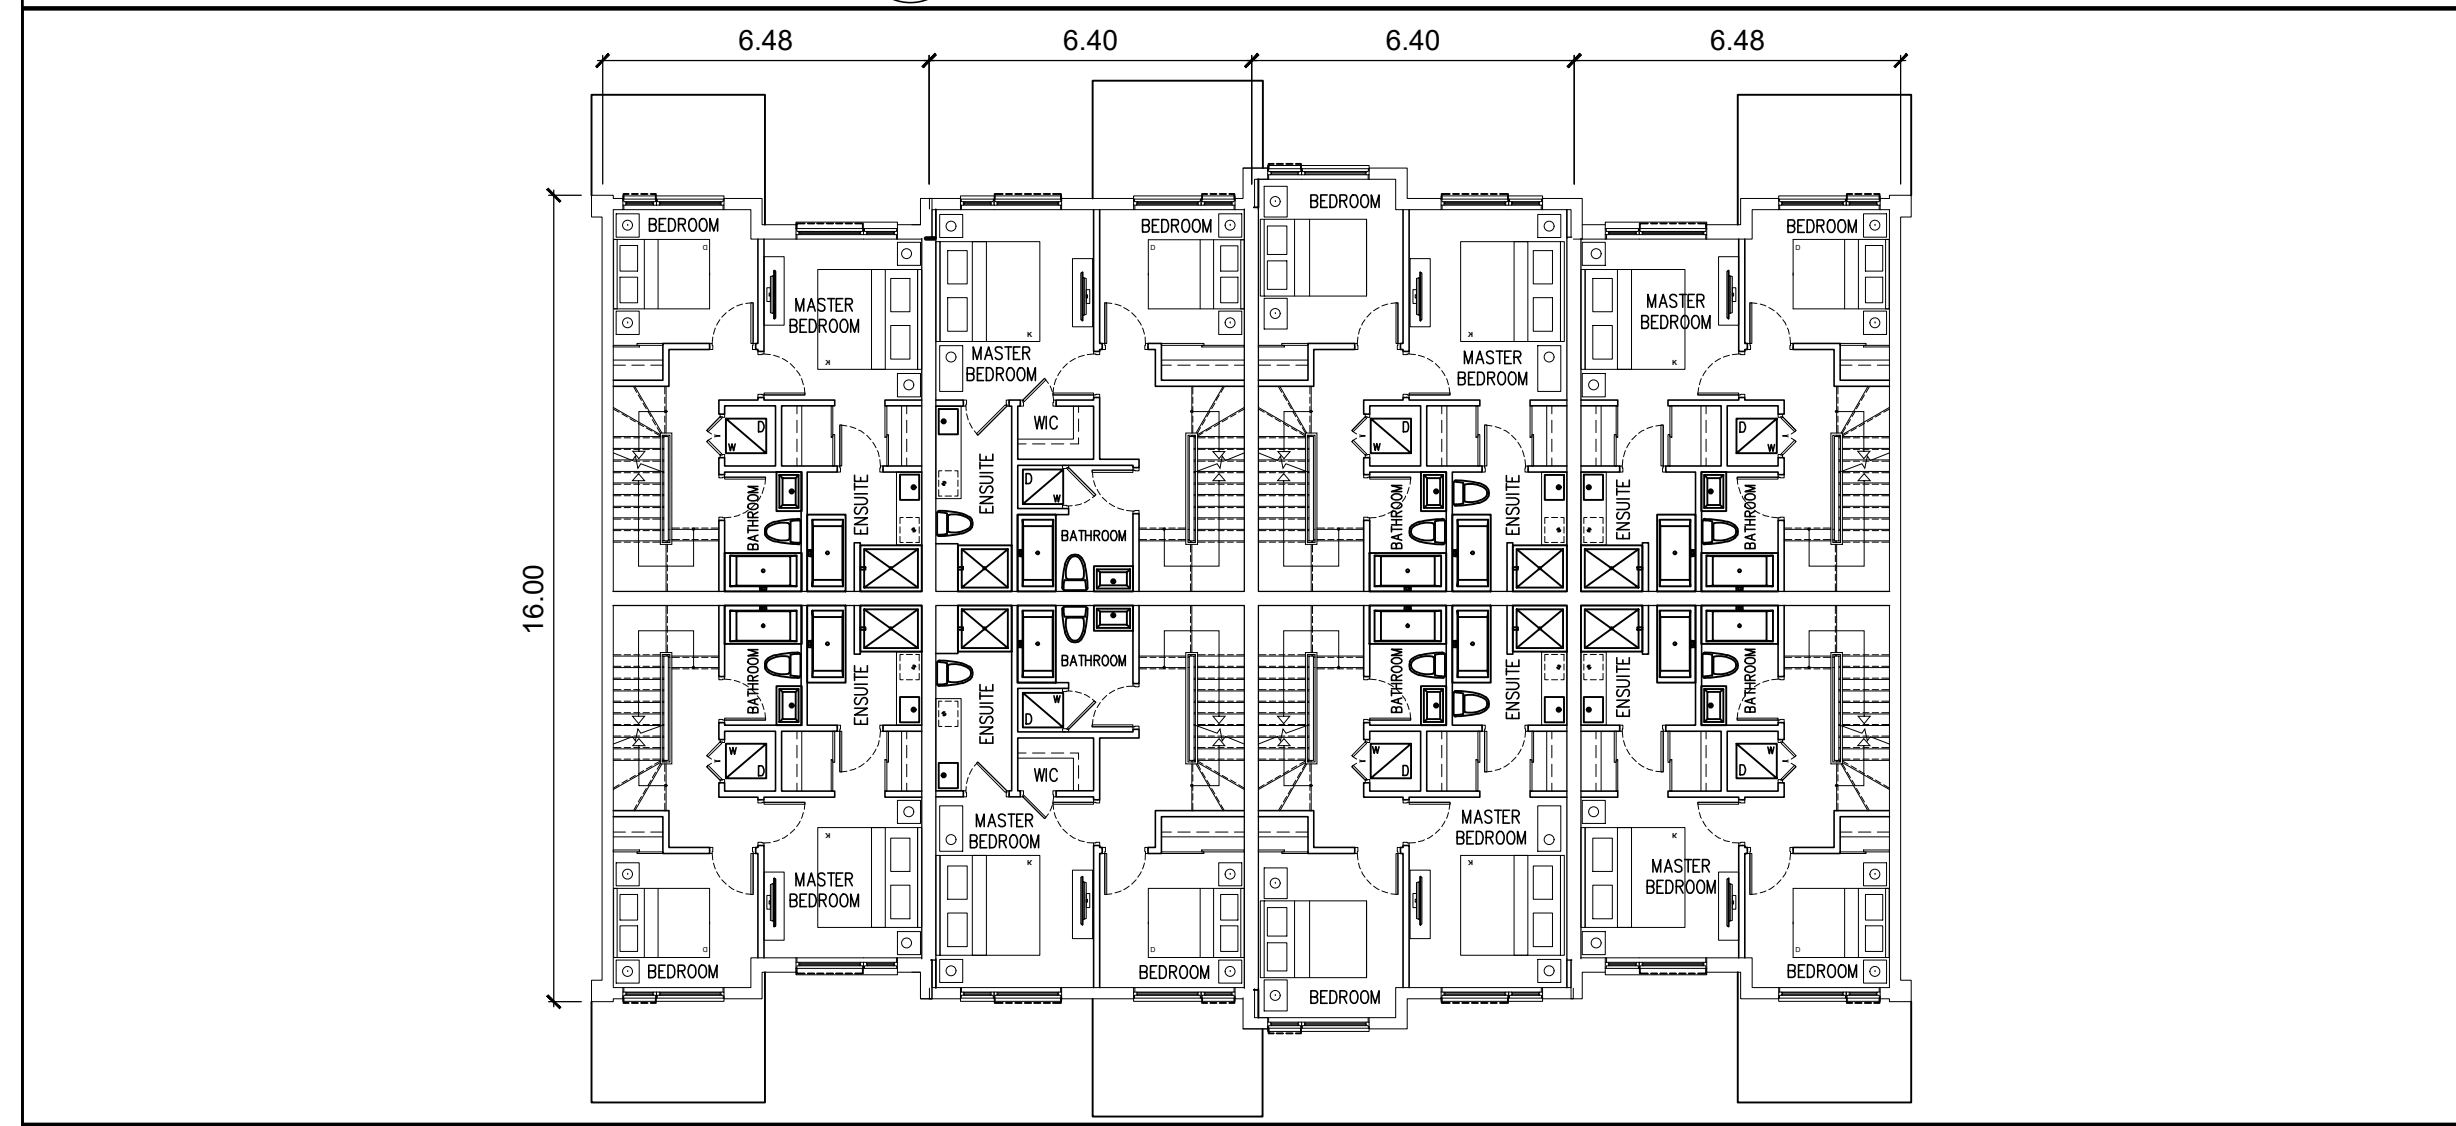 6.48 6.40 6.40 6.48
BEDROOM BEDROOM BEDROOM BEDROOM
MASTER BEDROOM
MASTER BEDROOM
MASTER BEDROOM
MASTER BEDROOM
K K K K
D D D
WIC
D W
D W
D W
D W
BATHROOM ENSUITE ENSUITE BATHROOM BATHROOM ENSUITE ENSUITE BATHROOM
16.00
BATHROOM ENSUITE ENSUITE BATHROOM BATHROOM ENSUITE ENSUITE BATHROOM
W D
W D
W D
W D
WIC
MASTER BEDROOM
MASTER BEDROOM
MASTER BEDROOM
MASTER BEDROOM
K K K K
D D D
BEDROOM BEDROOM BEDROOM BEDROOM